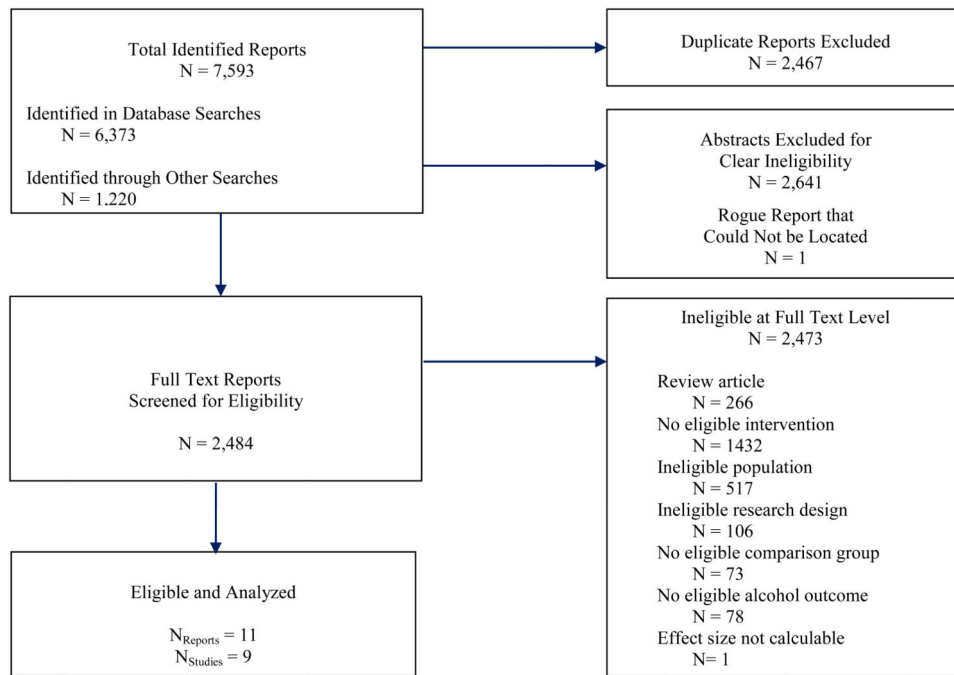 Total Identified Reports
N = 7,593
Identified in Database Searches
N = 6,373
Identified through Other Searches
N = 1,220
Duplicate Reports Excluded
N = 2,467
Abstracts Excluded for
Clear Ineligibility
N = 2,641
Rogue Report that
Could Not be Located
N = 1
Full Text Reports
Screened for Eligibility
N = 2,484
Ineligible at Full Text Level
N = 2,473
Review article
N = 266
No eligible intervention
N = 1432
Ineligible population
N = 517
Ineligible research design
N = 106
No eligible comparison group
N = 73
No eligible alcohol outcome
N = 78
Effect size not calculable
N= 1
Eligible and Analyzed
NReports = 11
NStudies = 9